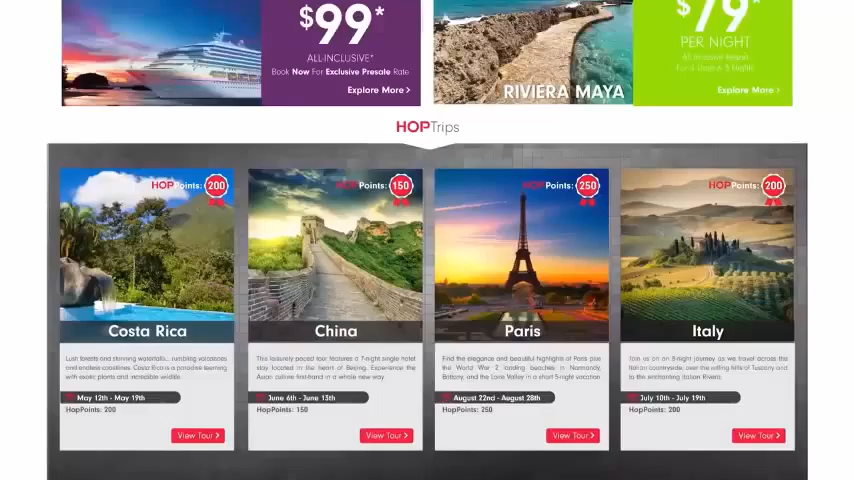 $99*
ALL-INCLUSIVE*
Book Now For Exclusive Presale Rate
Explore More >
RIVIERA MAYA
$79*
PER NIGHT
All Inclusive Resorts
Explore More >
HOPTrips
HOPPoints: 200
Costa Rica
Lush forests and stunning waterfalls... rumbling volcanoes
and endless coastlines. Costa Rica is a paradise teeming
with exotic plants and incredible wildlife.
May 12th - May 19th
HopPoints: 200
View Tour >
HOPPoints: 150
China
This leisurely paced tour features a 7-night single hotel
stay located in the heart of Beijing. Experience the
Asian culture first-hand in a whole new way.
June 6th - June 13th
HopPoints: 150
View Tour >
HOPPoints: 250
Paris
Find the elegance and beautiful highlights of Paris plus
the World War 2 landing beaches in Normandy,
Brittany, and the Loire Valley in a short 5-night vacation
August 22nd - August 28th
HopPoints: 250
View Tour >
HOPPoints: 200
Italy
Join us on an 8-night journey as we travel across the
Italian countryside, over the rolling hills of Tuscany and
to the enchanting Italian Riviera.
July 10th - July 19th
HopPoints: 200
View Tour >